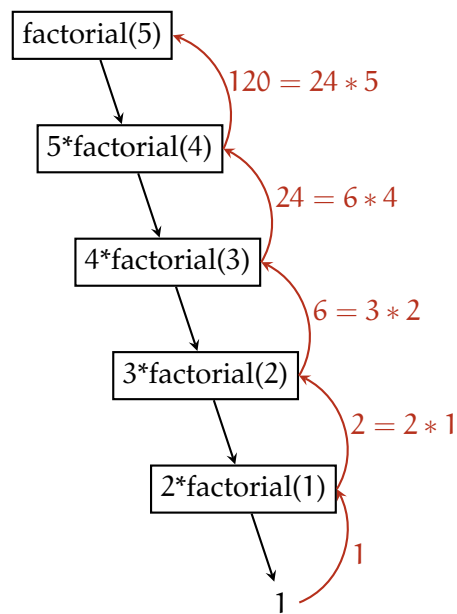 factorial(5)
120 = 24 ∗ 5
5*factorial(4)
24 = 6 ∗ 4
4*factorial(3)
6 = 3 ∗ 2
3*factorial(2)
2 = 2 ∗ 1
2*factorial(1)
1
1